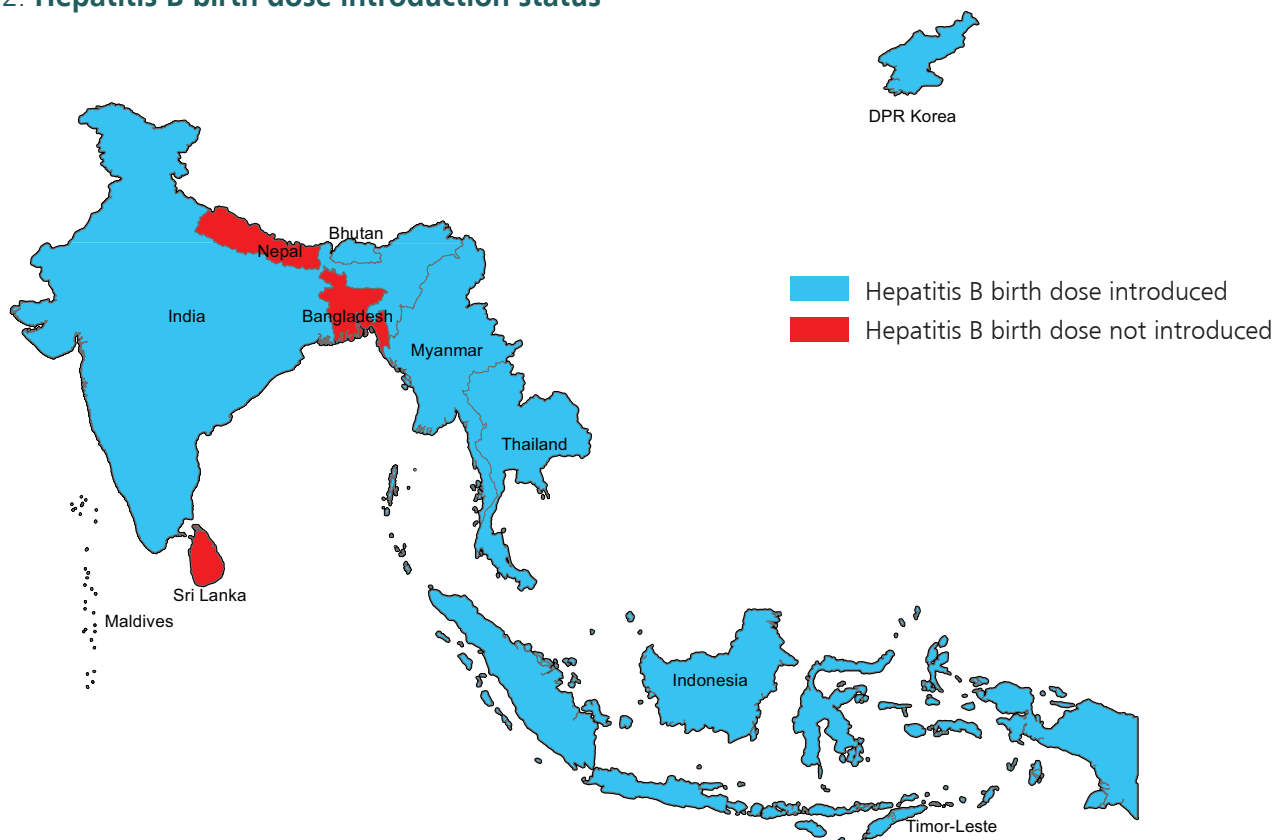 2. Hepatitis B birth dose introduction status
DPR Korea
Bhutan
Nepal
India
Bangladesh
Hepatitis B birth dose introduced
Hepatitis B birth dose not introduced
Myanmar
Thailand
Sri Lanka
Maldives
Indonesia
Timor-Leste